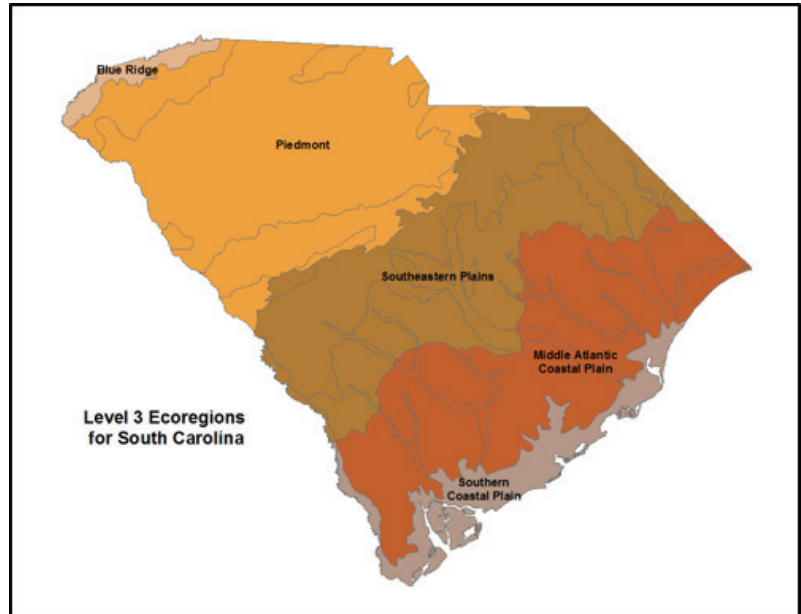 Blue Ridge
Piedmont
Southeastern Plains
Middle Atlantic
Coastal Plain
Level 3 Ecoregions
for South Carolina
Southern
Coastal Plain